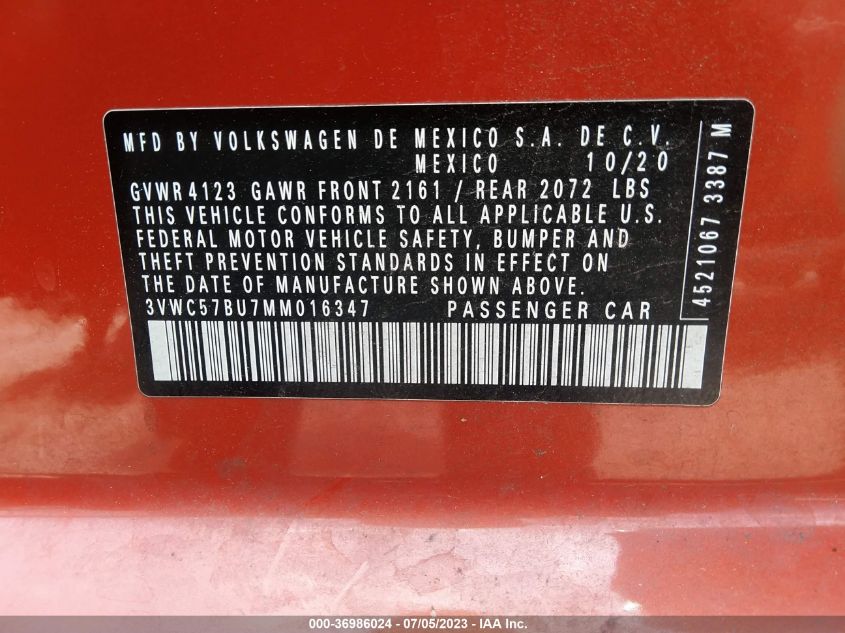 MFD BY VOLKSWAGEN DE MEXICO S.A. DE C.V.
MEXICO 10/20
GVWR 4123 GAWR FRONT 2161 / REAR 2072 LBS
THIS VEHICLE CONFORMS TO ALL APPLICABLE U.S.
FEDERAL MOTOR VEHICLE SAFETY, BUMPER AND
THEFT PREVENTION STANDARDS IN EFFECT ON
THE DATE OF MANUFACTURE SHOWN ABOVE.
3VWC57BU7MM016347 PASSENGER CAR
4521067 3387 M
000-36986024 - 07/05/2023 - IAA Inc.